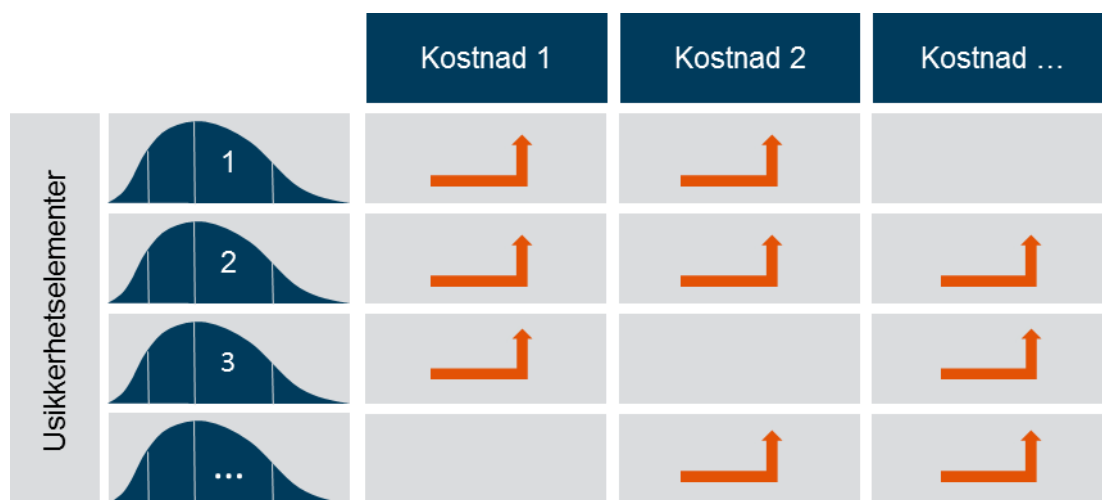 Kostnad 1
Kostnad 2
Kostnad ...
Usikkerhetselementer
1
2
3
...